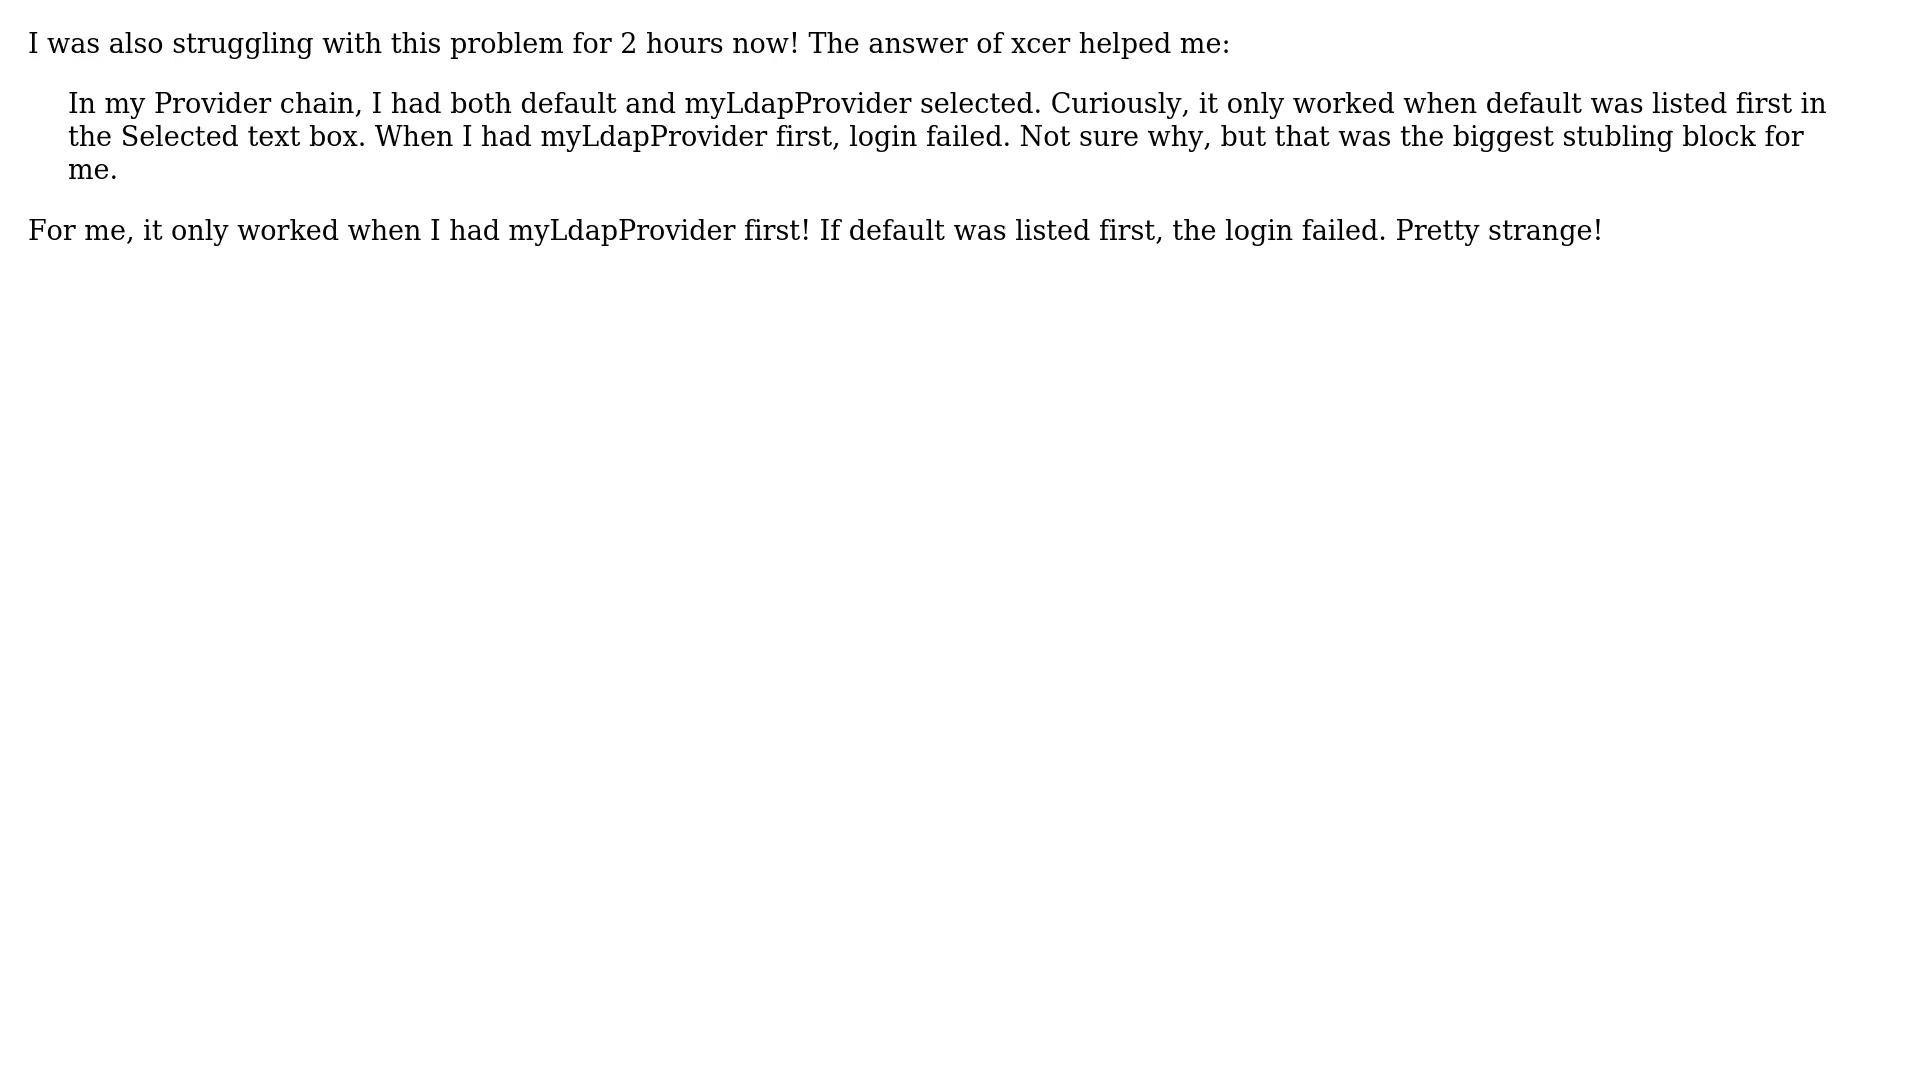 I was also struggling with this problem for 2 hours now! The answer of xcer helped me:
In my Provider chain, I had both default and myLdapProvider selected. Curiously, it only worked when default was listed first in
the Selected text box. When I had myLdapProvider first, login failed. Not sure why, but that was the biggest stubling block for
me.
For me, it only worked when I had myLdapProvider first! If default was listed first, the login failed. Pretty strange!